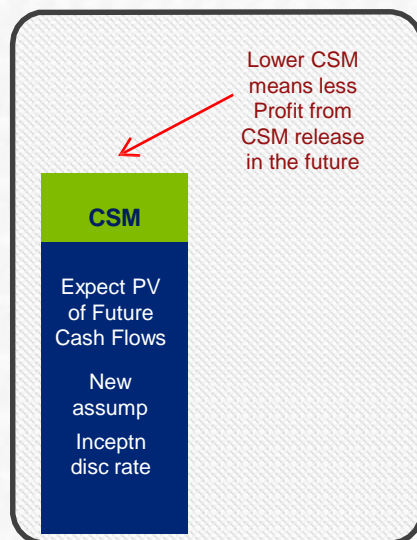 Lower CSM
means less
Profit from
CSM release
in the future
CSM
Expect PV
of Future
Cash Flows
New
assump
Inceptn
disc rate